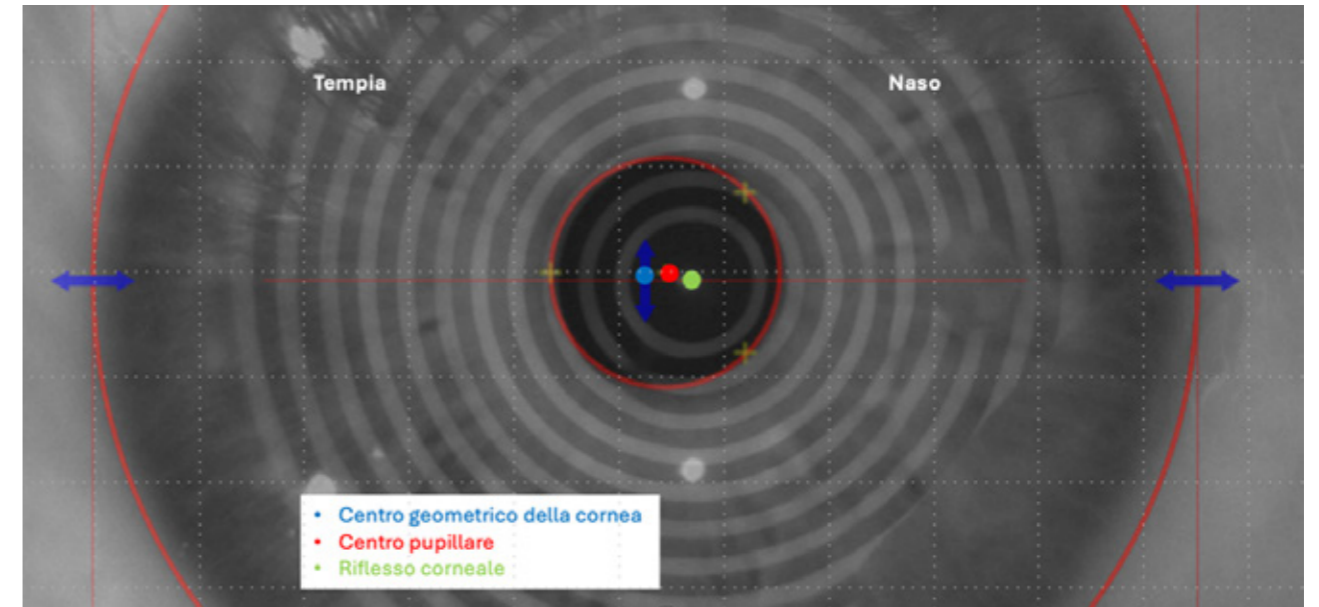 Tempia
Naso
• Centro geometrico della cornea
• Centro pupillare
• Riflesso corneale